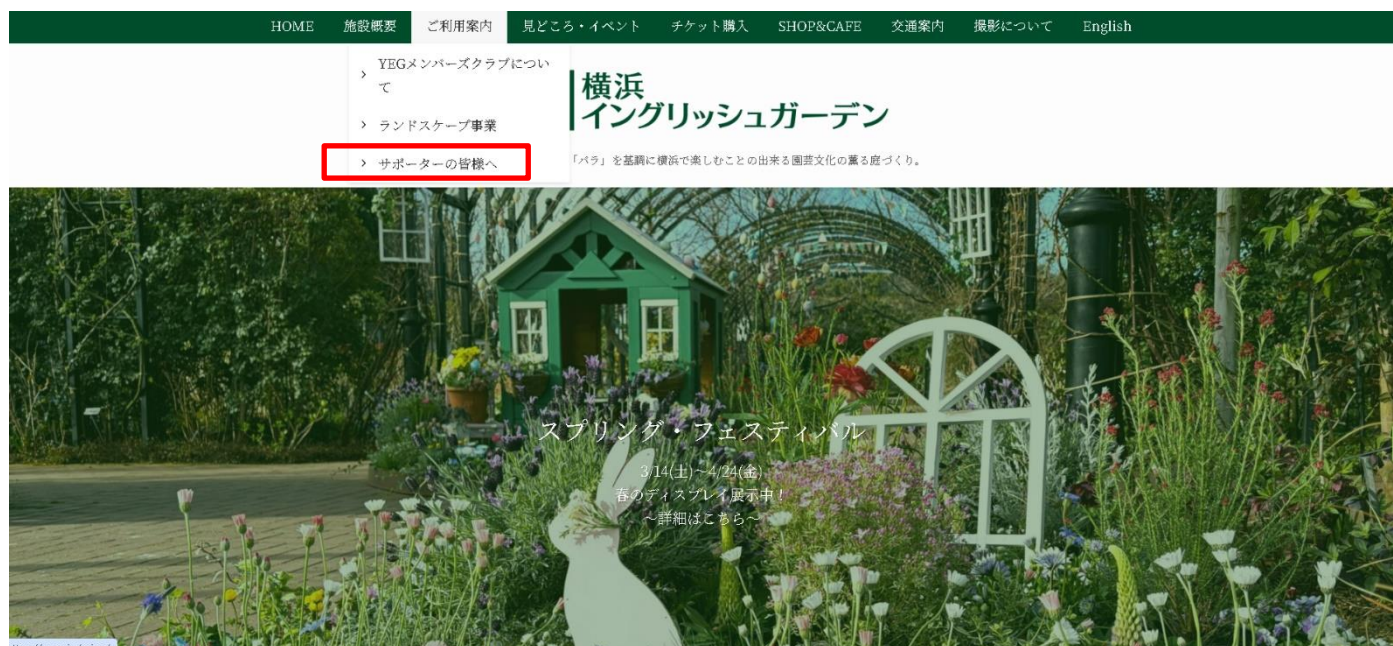 HOME 施設概要 ご利用案内 見どころ・イベント チケット購入 SHOP&CAFE 交通案内 撮影について English
YEGメンバーズクラブについ
て
ランドスケープ事業
サポーターの皆様へ
横浜
イングリッシュガーデン
「バラ」を基調に横浜で楽しむことの出来る園芸文化の薫る庭づくり。
スプリング・フェスティバル
3/14(土)~4/24(金)
春のディスプレイ展示中!
~詳細はこちら~